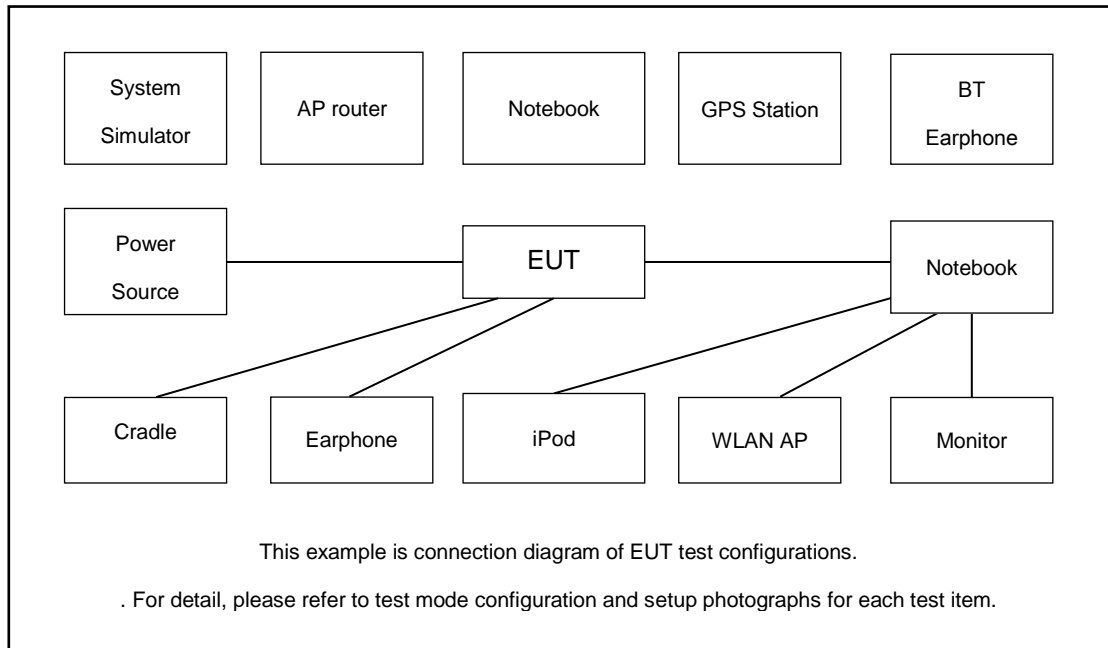 System
Simulator
AP router
Notebook
GPS Station
BT
Earphone
Power
Source
EUT
Notebook
Cradle
Earphone
iPod
WLAN AP
Monitor
This example is connection diagram of EUT test configurations.
. For detail, please refer to test mode configuration and setup photographs for each test item.